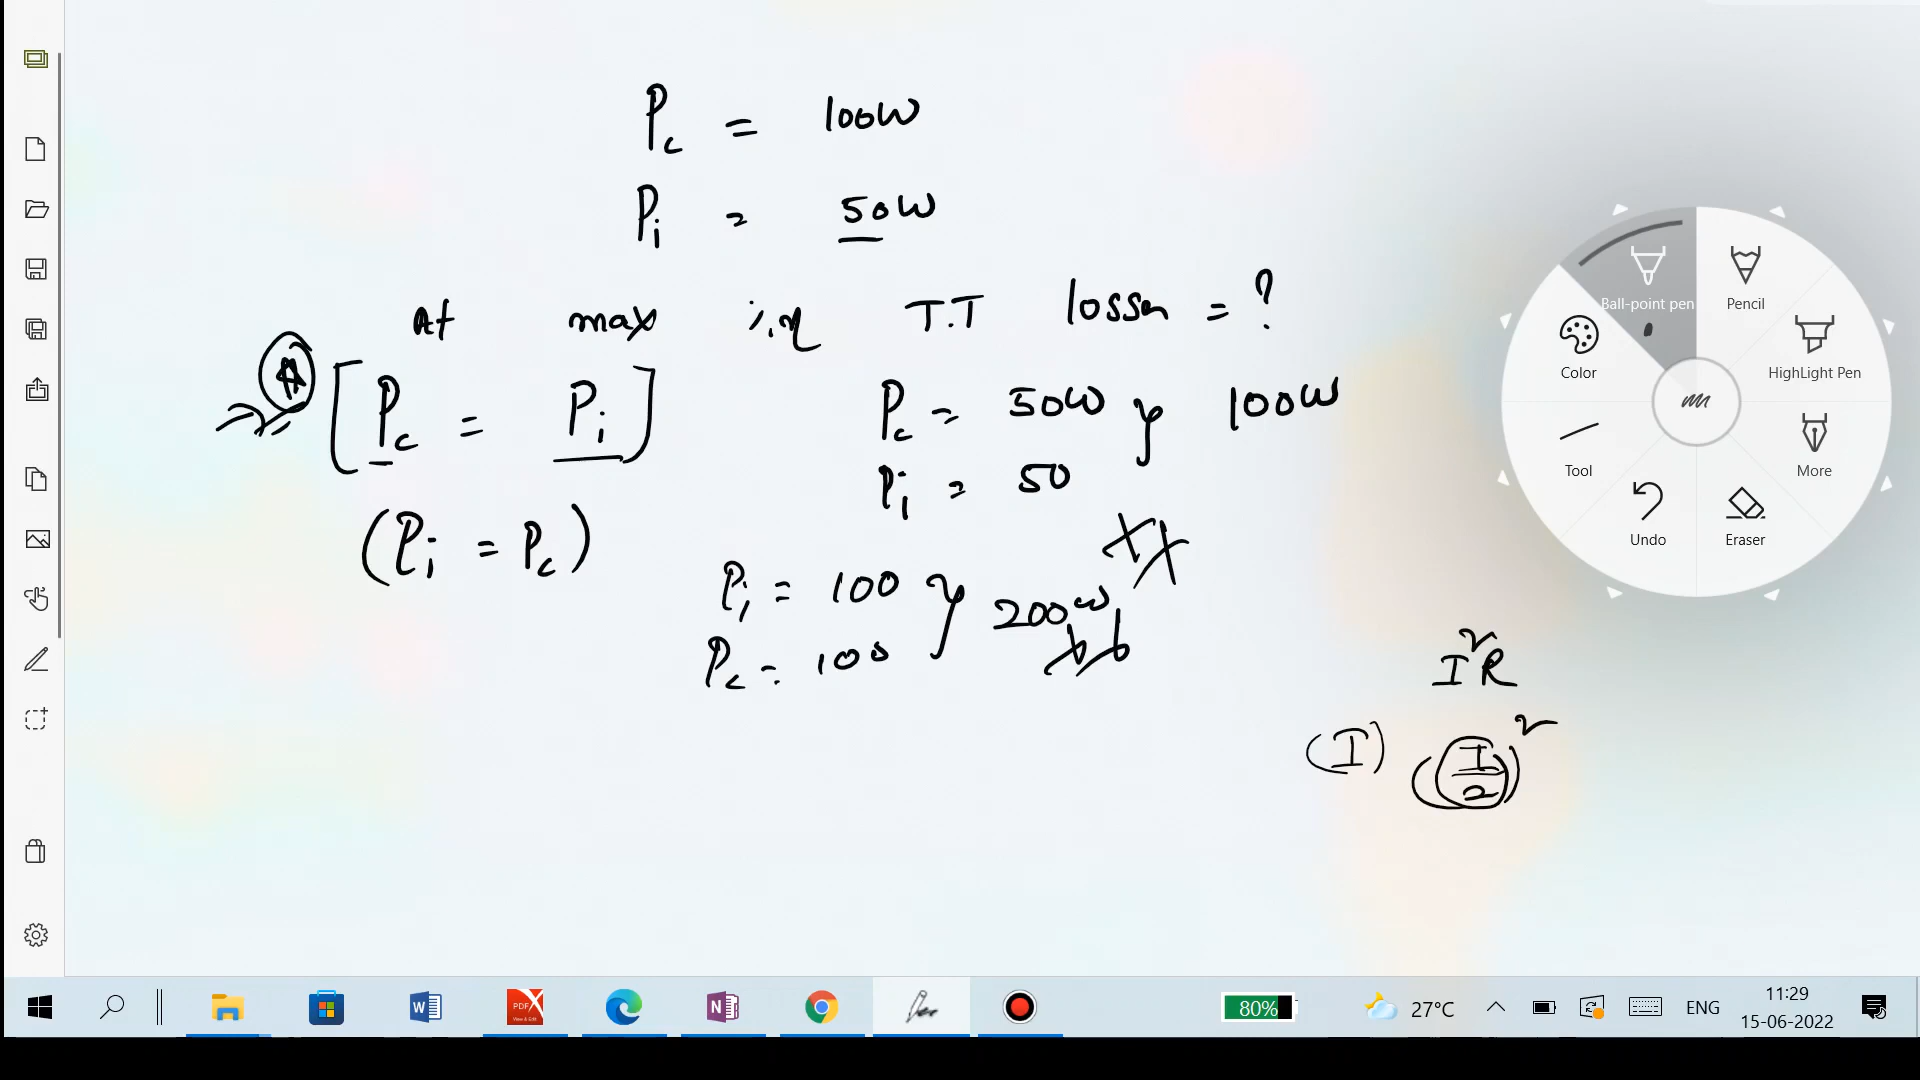 Pc = 100W
Pi = 50W
At max i.η T.T losses = ?
[Pc = Pi]
Pc = 50W } 100W
Pi = 50
(Pi = Pc)
Pi = 100 } 200W
Pc = 100
I²R
(I) (I/2)²
Ball-point pen
Pencil
Color
HighLight Pen
Tool
More
Undo
Eraser
80%
27°C
ENG
11:29
15-06-2022